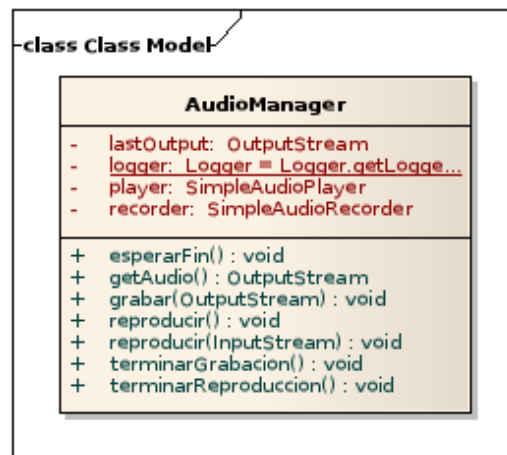 class Class Model
AudioManager
- lastOutput: OutputStream
- logger: Logger = Logger.getLogge...
- player: SimpleAudioPlayer
- recorder: SimpleAudioRecorder
+ esperarFin() : void
+ getAudio() : OutputStream
+ grabar(OutputStream) : void
+ reproducir() : void
+ reproducir(InputStream) : void
+ terminarGrabacion() : void
+ terminarReproduccion() : void